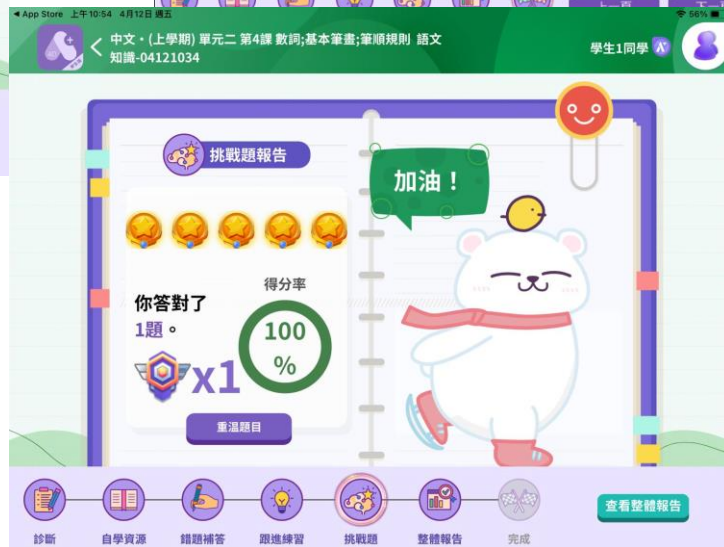 上一頁
App Store 上午10:54 4月12日 週五
56%
中文・(上學期) 單元二 第4課 數詞;基本筆畫;筆順規則 語文
知識-04121034
學生1同學
挑戰題報告
加油！
得分率
你答對了
1題。
100
%
x1
重溫題目
查看整體報告
診斷
自學資源
錯題補答
跟進練習
挑戰題
整體報告
完成